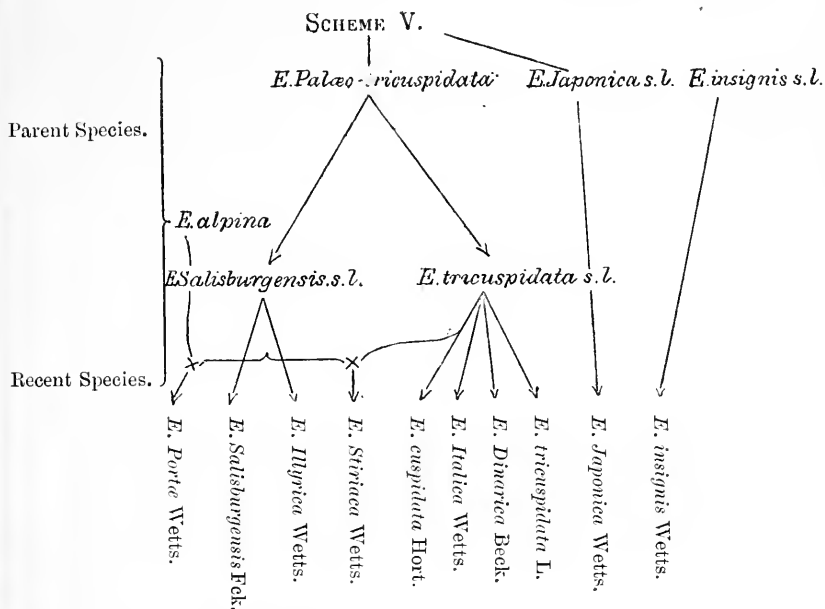 SCHEME V.
E. Palæo-ricuspidata E. Japonica s.l. E. insignis s.l.
Parent Species.
E. alpina
E Salisburgensis. s.l. E. tricuspidata s.l.
Recent Species.
E. Portæ Wetts.
E. Salisburgensis Fck.
E. Illyrica Wetts.
E. Stiriaca Wetts.
E. cuspidata Hort.
E. Italica Wetts.
E. Dinarica Beck.
E. tricuspidata L.
E. Japonica Wetts.
E. insignis Wetts.